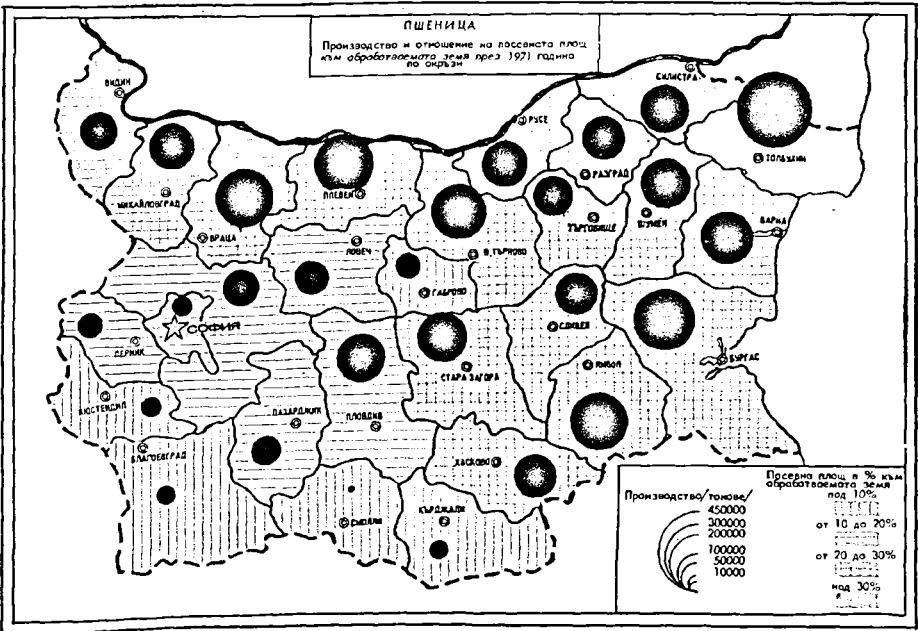 ПШЕНИЦА
Производство и отношение на посевната площ
към обработваемата земя през 1971 година
по окръзи
ВИДИН
СИЛИСТРА
РУСЕ
ТОЛБУХИН
РАЗГРАД
МИХАЙЛОВГРАД
ПЛЕВЕН
ТЪРГОВИЩЕ
ШУМЕН
ВАРНА
ВРАЦА
ЛОВЕЧ
В. ТЪРНОВО
ГАБРОВО
СОФИЯ
СЛИВЕН
ПЕРНИК
БУРГАС
СТАРА ЗАГОРА
ЯМБОЛ
КЮСТЕНДИЛ
ПАЗАРДЖИК
ПЛОВДИВ
БЛАГОЕВГРАД
ХАСКОВО
СМОЛЯН
КЪРДЖАЛИ
Производство/тонове/
450000
300000
200000
100000
50000
10000
Посевна площ в % към
обработваемата земя
под 10%
от 10 до 20%
от 20 до 30%
над 30%